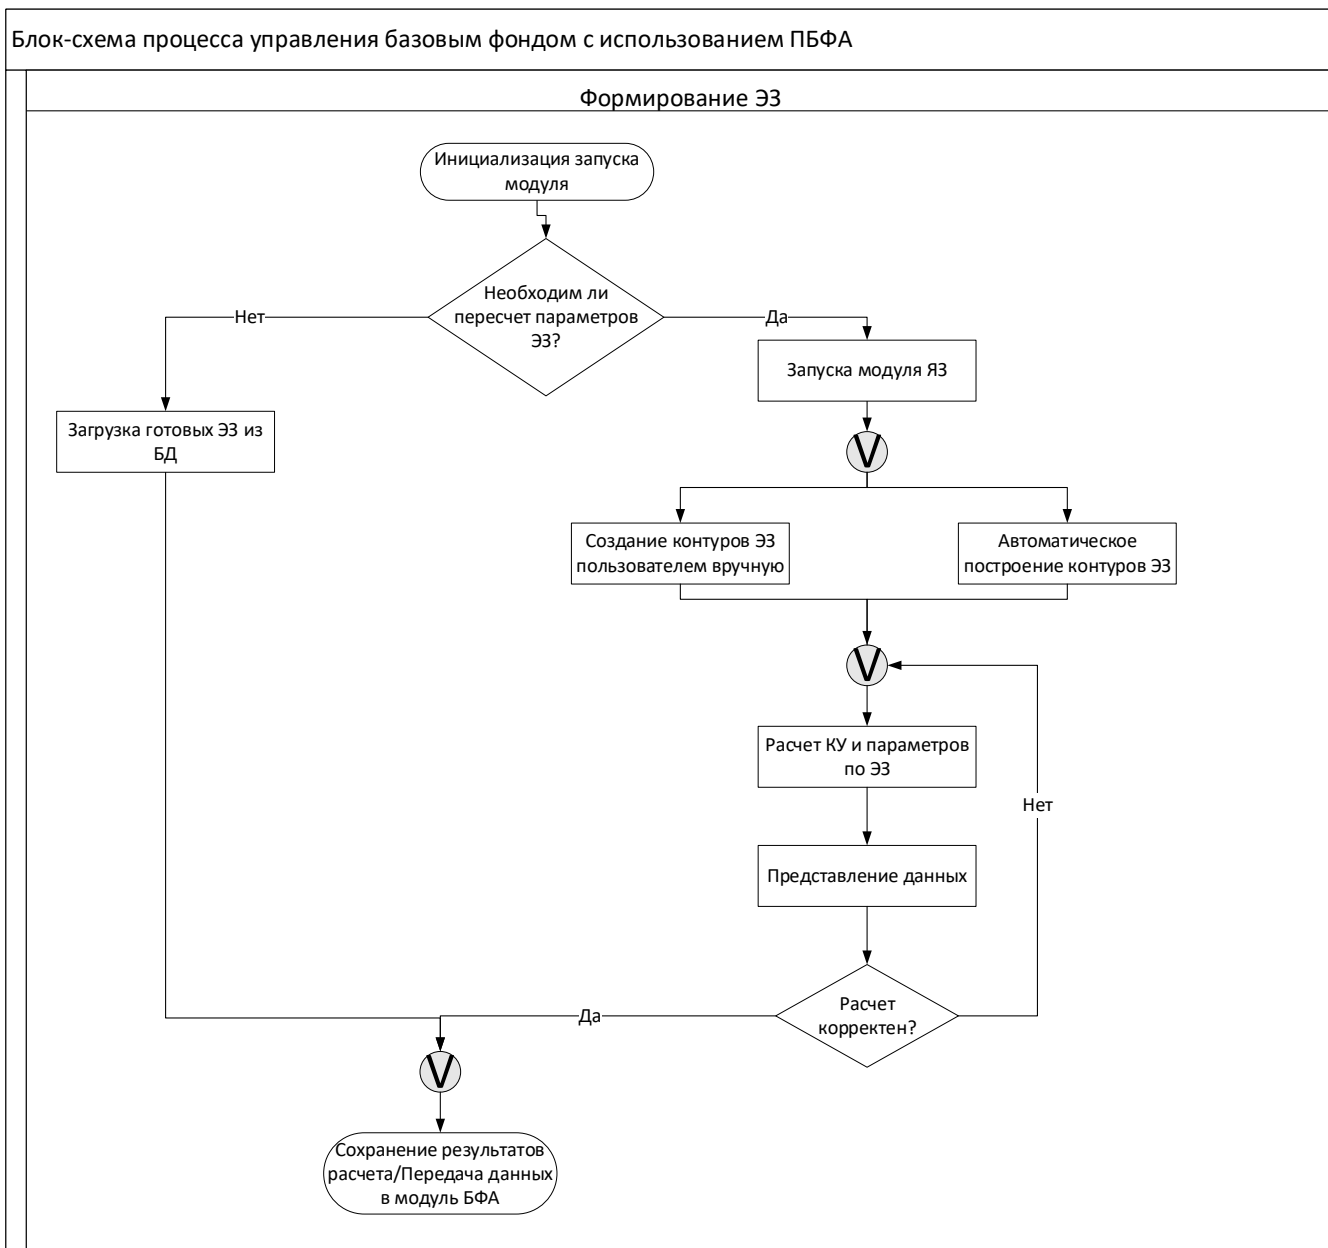 Блок-схема процесса управления базовым фондом с использованием ПБФА
Формирование ЭЗ
Инициализация запуска
модуля
Необходим ли
пересчет параметров
ЭЗ?
Нет
Да
Запуска модуля ЯЗ
Загрузка готовых ЭЗ из
БД
V
Создание контуров ЭЗ
пользователем вручную
Автоматическое
построение контуров ЭЗ
V
Расчет КУ и параметров
по ЭЗ
Нет
Представление данных
Расчет
корректен?
Да
V
Сохранение результатов
расчета/Передача данных
в модуль БФА